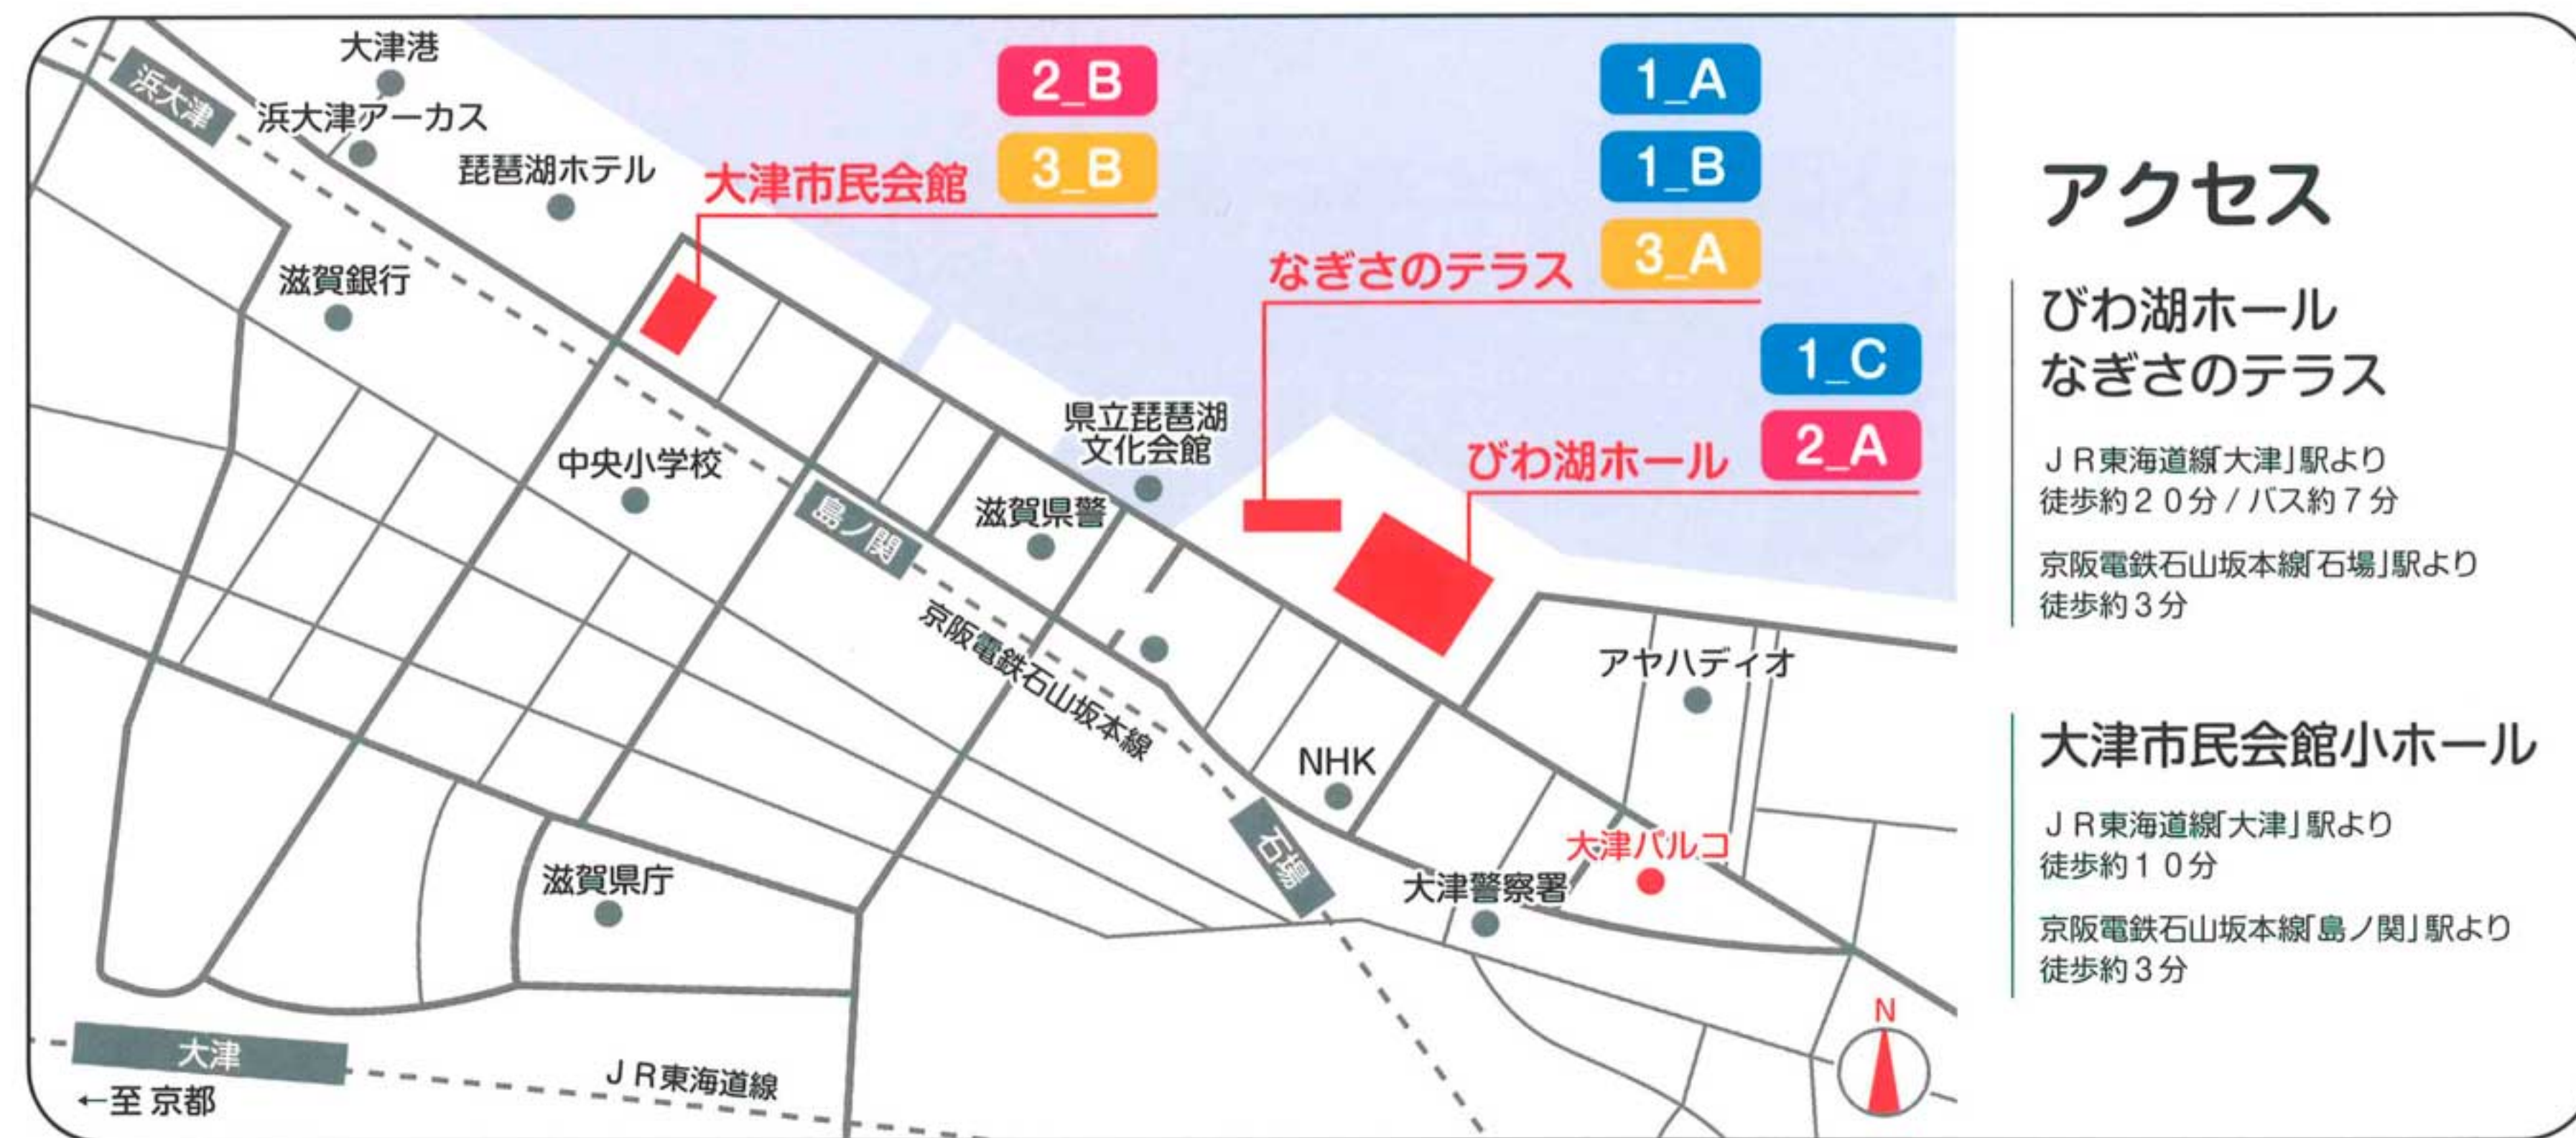 大津港
浜大津
浜大津アーカス
琵琶湖ホテル
2_B
3_B
大津市民会館
1_A
1_B
3_A
なぎさのテラス
1_C
2_A
びわ湖ホール
滋賀銀行
県立琵琶湖
文化会館
中央小学校
島ノ関
滋賀県警
京阪電鉄石山坂本線
アヤハディオ
NHK
石場
大津パルコ
大津警察署
滋賀県庁
N
大津
JR東海道線
←至 京都
アクセス
びわ湖ホール
なぎさのテラス
JR東海道線「大津」駅より
徒歩約20分/バス約7分
京阪電鉄石山坂本線「石場」駅より
徒歩約3分
大津市民会館小ホール
JR東海道線「大津」駅より
徒歩約10分
京阪電鉄石山坂本線「島ノ関」駅より
徒歩約3分